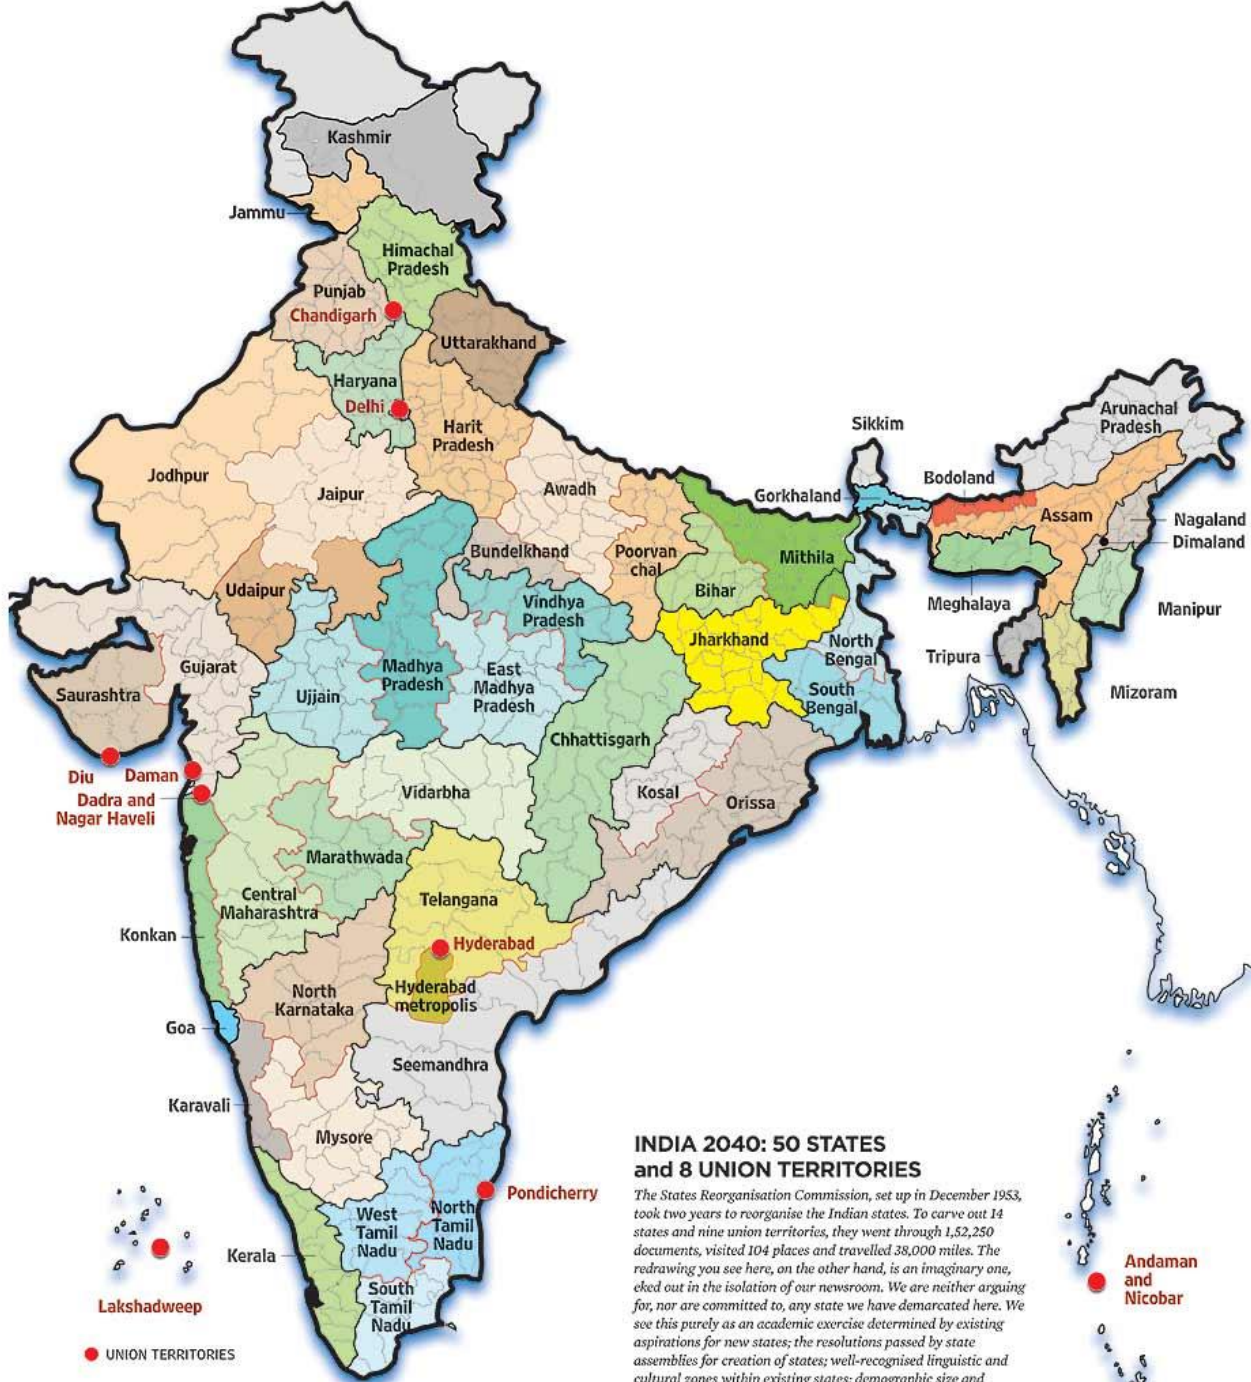 Kashmir
Jammu
Himachal
Pradesh
Punjab
Chandigarh
Uttarakhand
Haryana
Delhi
Harit
Pradesh
Jodhpur
Jaipur
Awadh
Sikkim
Arunachal
Pradesh
Gorkhaland
Bodoland
Assam
Nagaland
Dimaland
Bundelkhand
Poorvan
chal
Mithila
Udaipur
Bihar
Vindhya
Pradesh
Meghalaya
Manipur
Jharkhand
North
Bengal
Tripura
Gujarat
Madhya
Pradesh
East
Madhya
Pradesh
Saurashtra
Ujjain
South
Bengal
Mizoram
Chhattisgarh
Diu
Daman
Dadra and
Nagar Haveli
Vidarbha
Kosal
Orissa
Marathwada
Central
Maharashtra
Telangana
Konkan
Hyderabad
North
Karnataka
Hyderabad
metropolis
Goa
Seemandhra
Karavali
Mysore
INDIA 2040: 50 STATES
and 8 UNION TERRITORIES
The States Reorganisation Commission, set up in December 1953,
took two years to reorganise the Indian states. To carve out 14
states and nine union territories, they went through 1,52,250
documents, visited 104 places and travelled 38,000 miles. The
redrawing you see here, on the other hand, is an imaginary one,
eked out in the isolation of our newsroom. We are neither arguing
for, nor are committed to, any state we have demarcated here. We
see this purely as an academic exercise determined by existing
aspirations for new states; the resolutions passed by state
assemblies for creation of states; well-recognised linguistic and
cultural zones within existing states; demographic size and
Pondicherry
West
Tamil
Nadu
North
Tamil
Nadu
Kerala
South
Tamil
Nadu
Lakshadweep
Andaman
and
Nicobar
UNION TERRITORIES